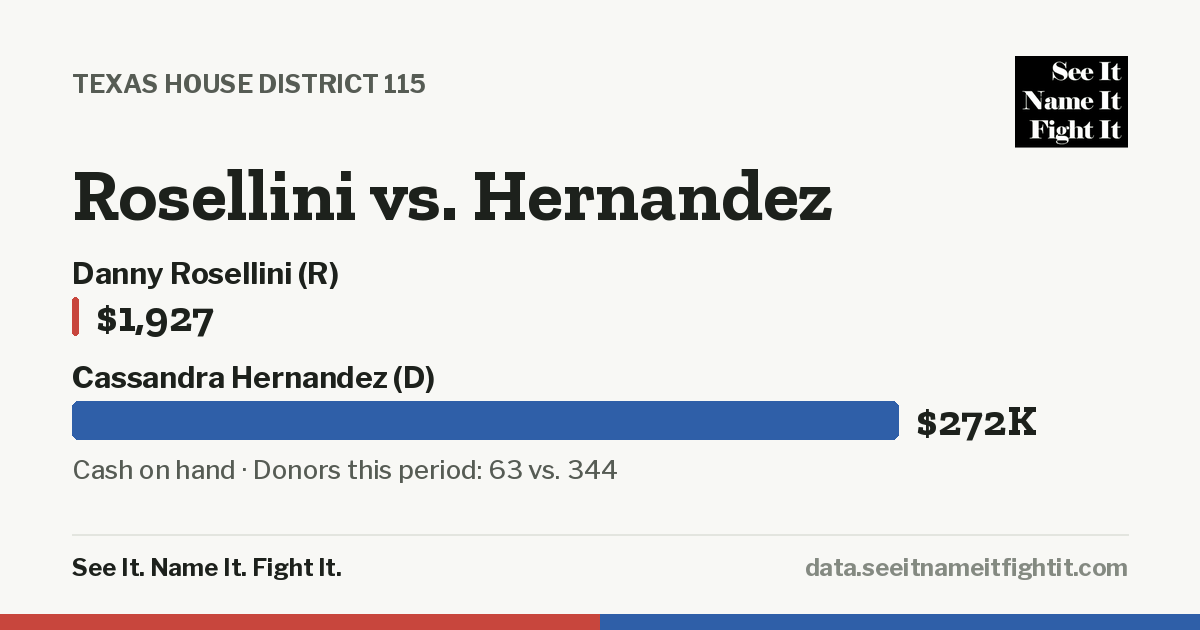 TEXAS HOUSE DISTRICT 115
See It
Name It
Fight It
Rosellini vs. Hernandez
Danny Rosellini (R)
$1,927
Cassandra Hernandez (D)
$272K
Cash on hand · Donors this period: 63 vs. 344
See It. Name It. Fight It.
data.seeitnameitfightit.com